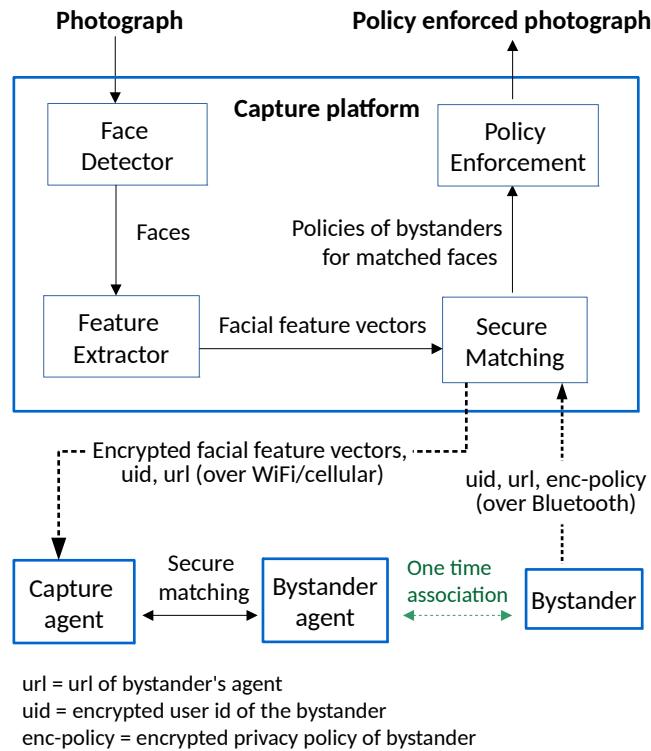 Photograph
Policy enforced photograph
Capture platform
Face
Detector
Policy
Enforcement
Faces
Policies of bystanders
for matched faces
Feature
Extractor
Facial feature vectors
Secure
Matching
Encrypted facial feature vectors,
uid, url (over WiFi/cellular)
uid, url, enc-policy
(over Bluetooth)
Capture
agent
Secure
matching
Bystander
agent
One time
association
Bystander
url = url of bystander's agent
uid = encrypted user id of the bystander
enc-policy = encrypted privacy policy of bystander